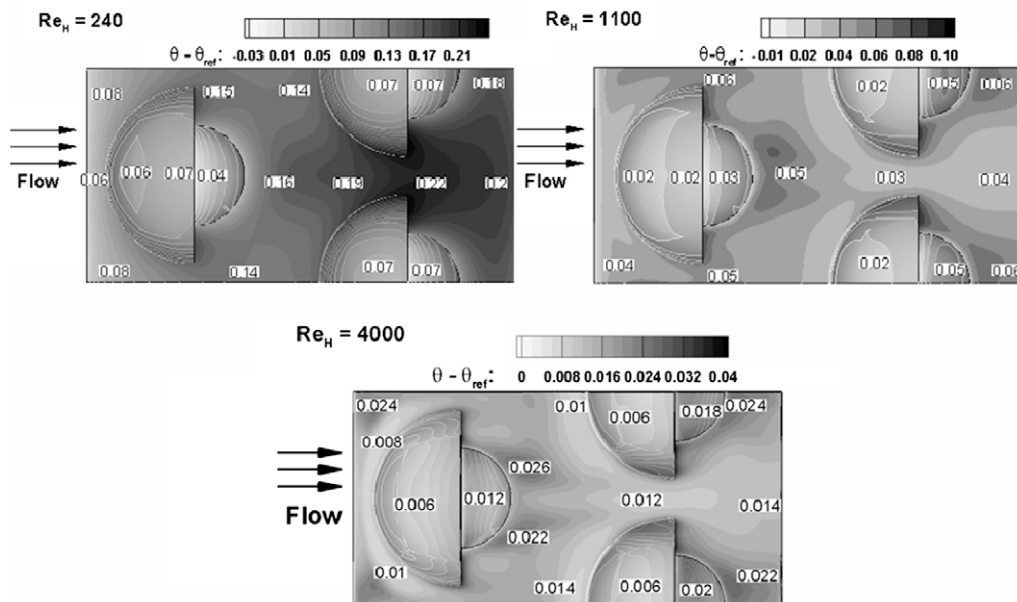 Re_H = 240
θ - θ_ref: -0.03 0.01 0.05 0.09 0.13 0.17 0.21
0.08 0.15 0.14 0.07 0.07 0.18
Flow
0.06 0.06 0.07 0.04 0.16 0.19 0.22 0.2
0.08 0.14 0.07 0.07
Re_H = 1100
θ - θ_ref: -0.01 0.02 0.04 0.06 0.08 0.10
0.06 0.02 0.05 0.06
Flow
0.02 0.02 0.03 0.05 0.03 0.04
0.04 0.05 0.02 0.05 0.06
Re_H = 4000
θ - θ_ref: 0 0.008 0.016 0.024 0.032 0.04
0.024 0.01 0.006 0.018 0.024
0.008
0.026
Flow
0.006 0.012 0.012 0.014
0.022
0.01 0.014 0.006 0.02 0.022